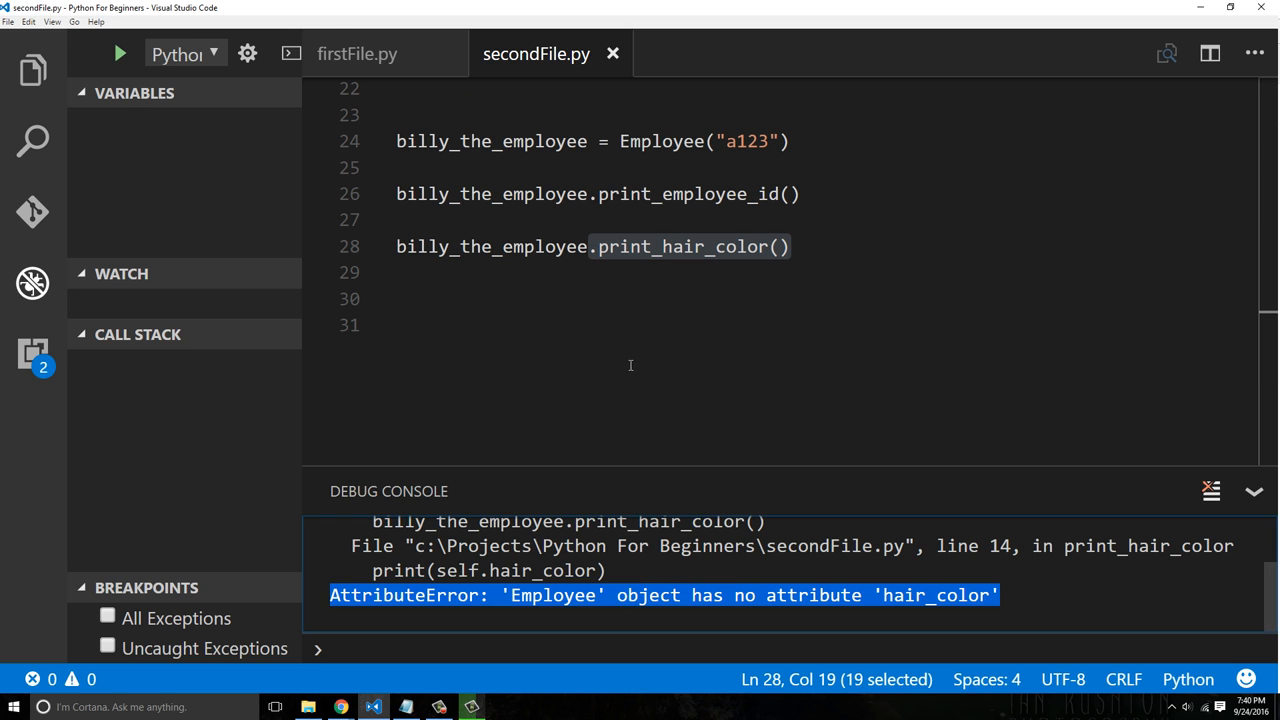 secondFile.py - Python For Beginners - Visual Studio Code
File Edit View Go Help
Python
firstFile.py
secondFile.py
VARIABLES
WATCH
CALL STACK
BREAKPOINTS
All Exceptions
Uncaught Exceptions
22
23
24 billy_the_employee = Employee("a123")
25
26 billy_the_employee.print_employee_id()
27
28 billy_the_employee.print_hair_color()
29
30
31
2
DEBUG CONSOLE
billy_the_employee.print_hair_color()
File "c:\Projects\Python For Beginners\secondFile.py", line 14, in print_hair_color
print(self.hair_color)
AttributeError: 'Employee' object has no attribute 'hair_color'
0 0 Ln 28, Col 19 (19 selected) Spaces: 4 UTF-8 CRLF Python
I'm Cortana. Ask me anything.
7:40 PM
9/24/2016